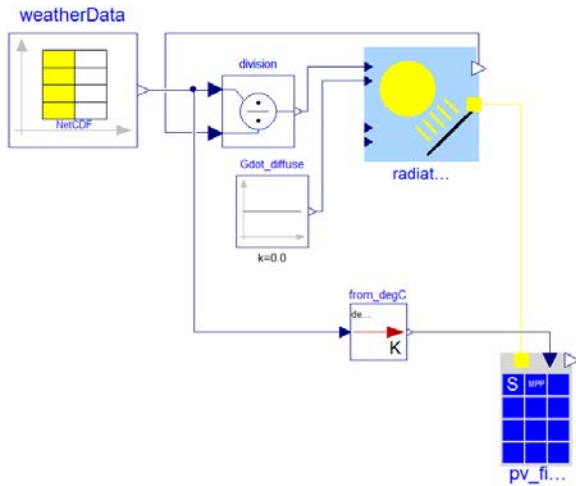 weatherData
NetCDF
division
÷
Gdot_diffuse
k=0.0
radiat...
from_degC
de...
K
S
MPP
pv_fi...